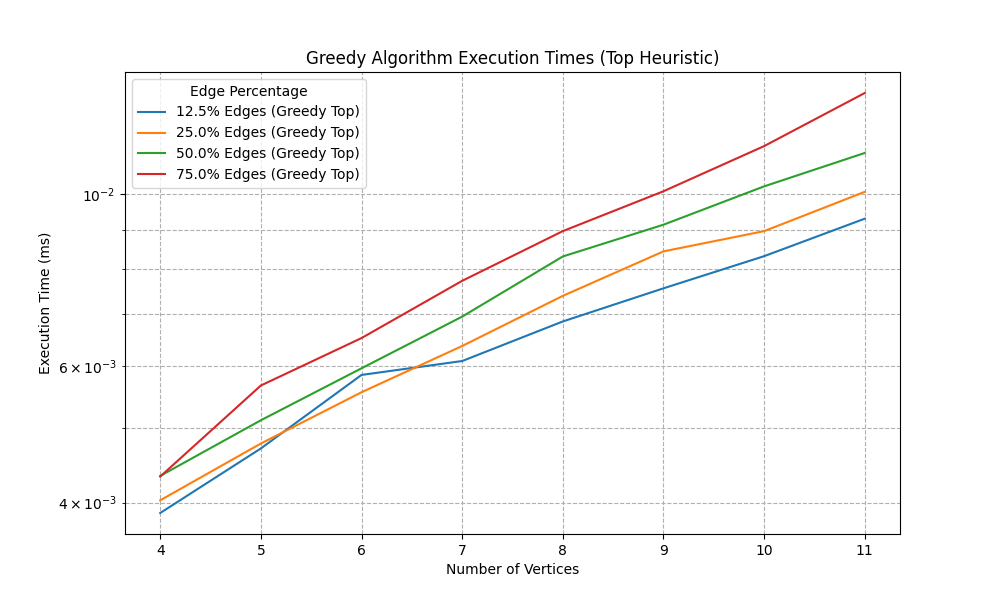 Greedy Algorithm Execution Times (Top Heuristic)
Edge Percentage
12.5% Edges (Greedy Top)
25.0% Edges (Greedy Top)
50.0% Edges (Greedy Top)
75.0% Edges (Greedy Top)
Execution Time (ms)
10⁻²
6 × 10⁻³
4 × 10⁻³
4 5 6 7 8 9 10 11
Number of Vertices